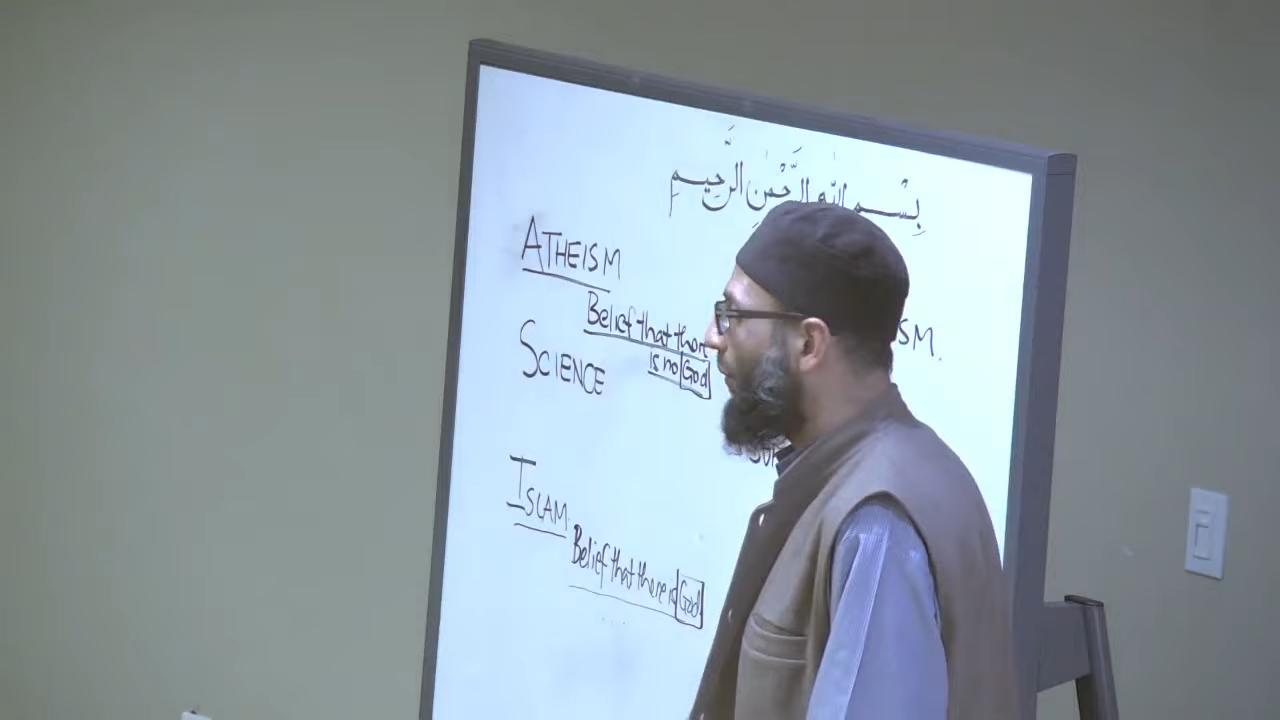 بِسْمِ اللّٰهِ الرَّحْمٰنِ الرَّحِيمِ
ATHEISM
Belief that there
is no God
SM.
SCIENCE
ISLAM
Belief that there is God